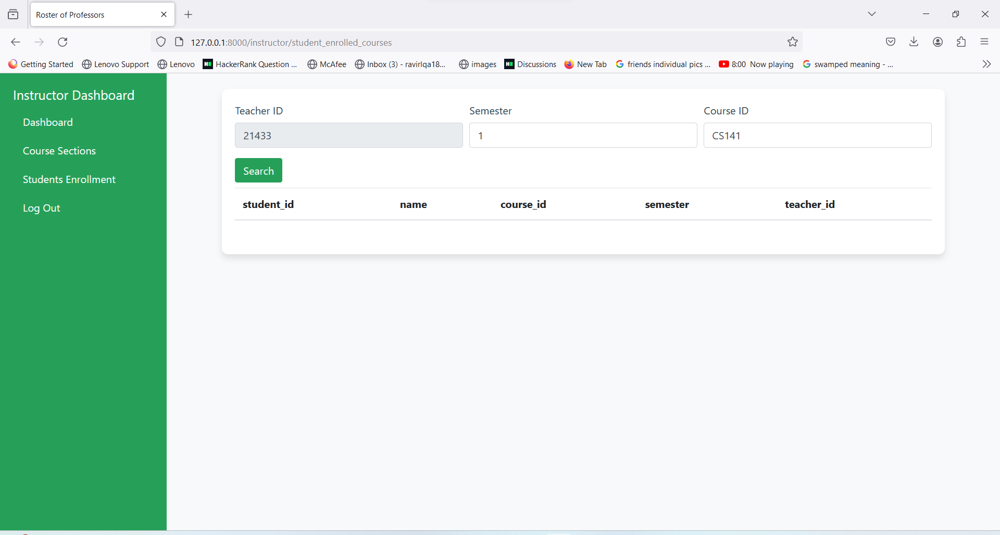 Roster of Professors
127.0.0.1:8000/instructor/student_enrolled_courses
Getting Started Lenovo Support Lenovo HackerRank Question ... McAfee Inbox (3) - ravirlqa18... images Discussions New Tab friends individual pics ... 8:00 Now playing swamped meaning - ...
Instructor Dashboard
Dashboard
Course Sections
Students Enrollment
Log Out
Teacher ID Semester Course ID
21433 1 CS141
Search
student_id name course_id semester teacher_id